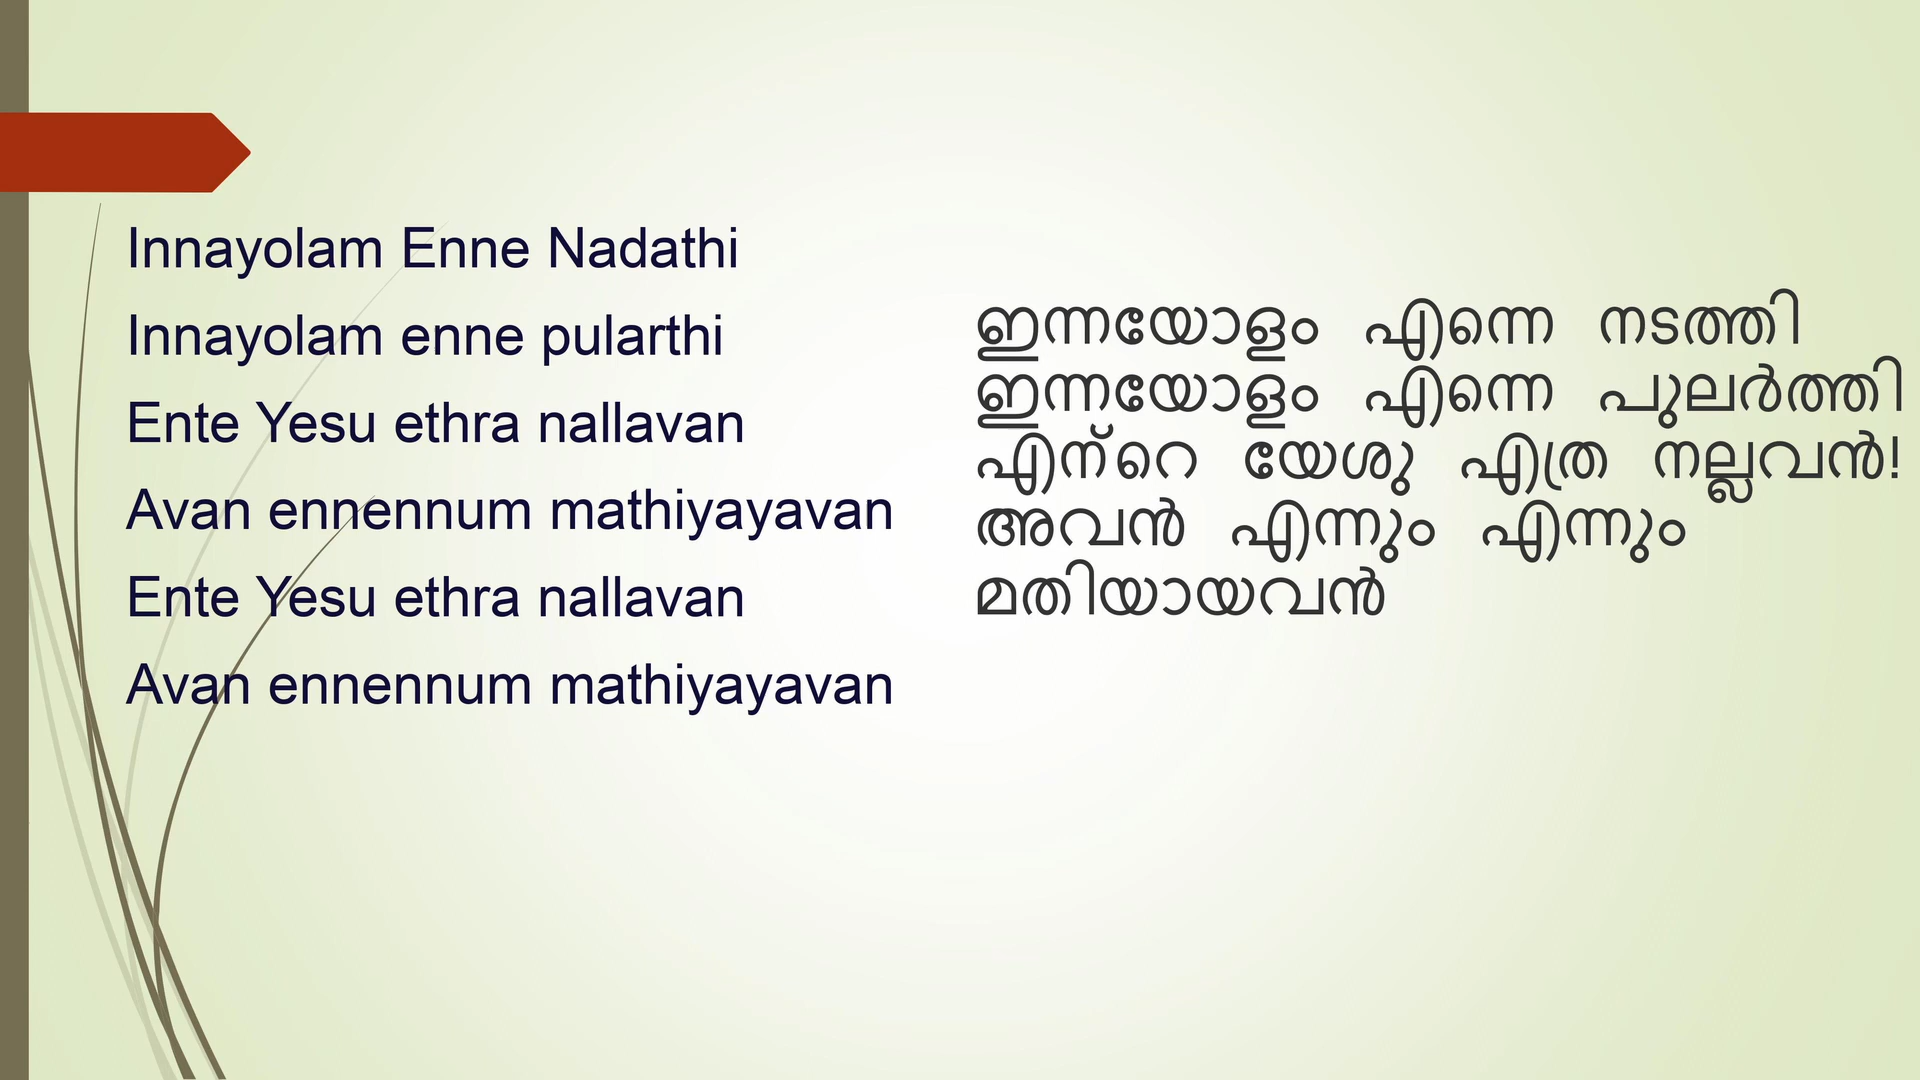 Innayolam Enne Nadathi
Innayolam enne pularthi
Ente Yesu ethra nallavan
Avan ennennum mathiyayavan
Ente Yesu ethra nallavan
Avan ennennum mathiyayavan
ഇന്നയോളം എന്നെ നടത്തി
ഇന്നയോളം എന്നെ പുലർത്തി
എന്റെ യേശു എത്ര നല്ലവൻ!
അവൻ എന്നും എന്നും
മതിയായവൻ